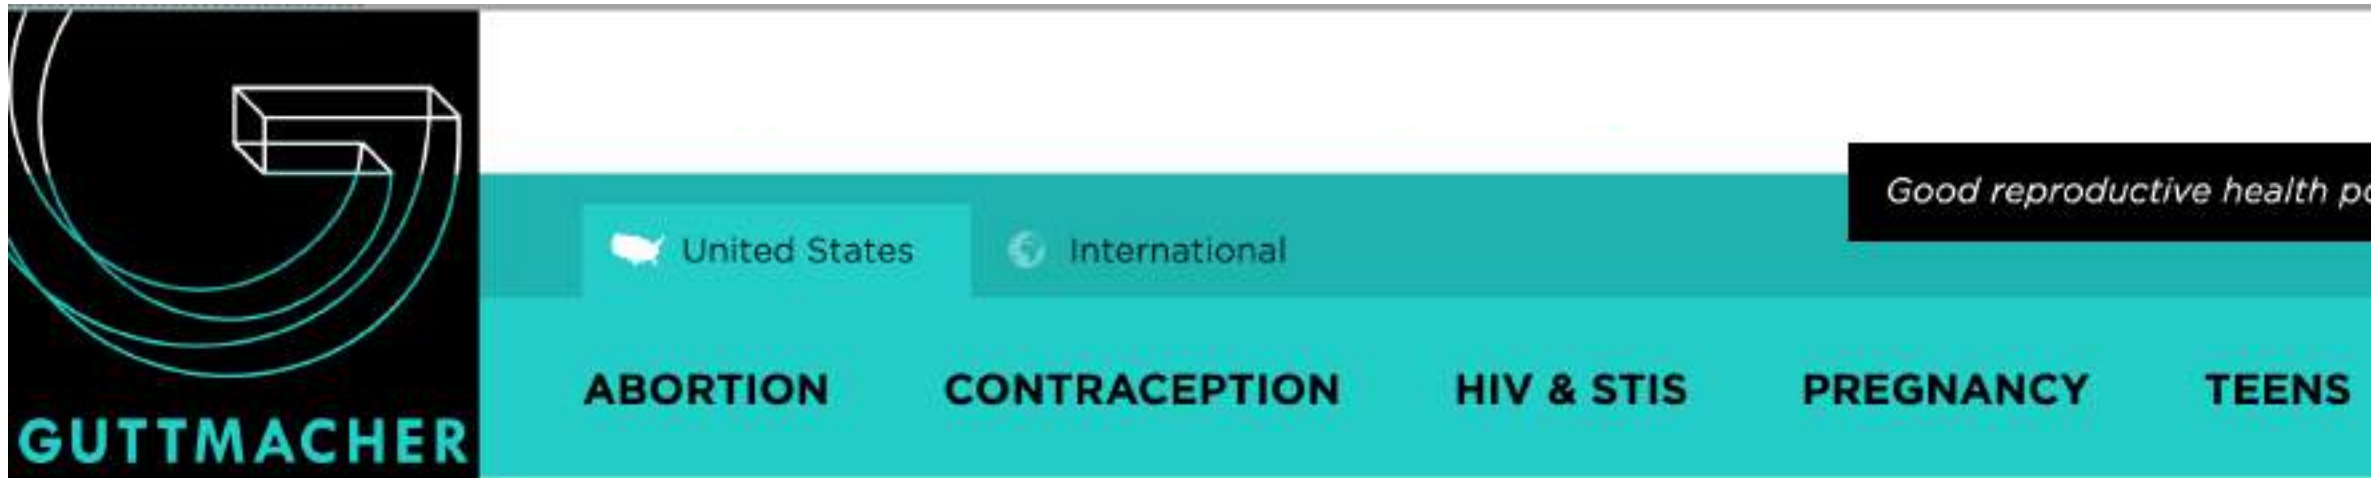 GUTTMACHER
Good reproductive health
United States International
ABORTION CONTRACEPTION HIV & STIS PREGNANCY TEENS